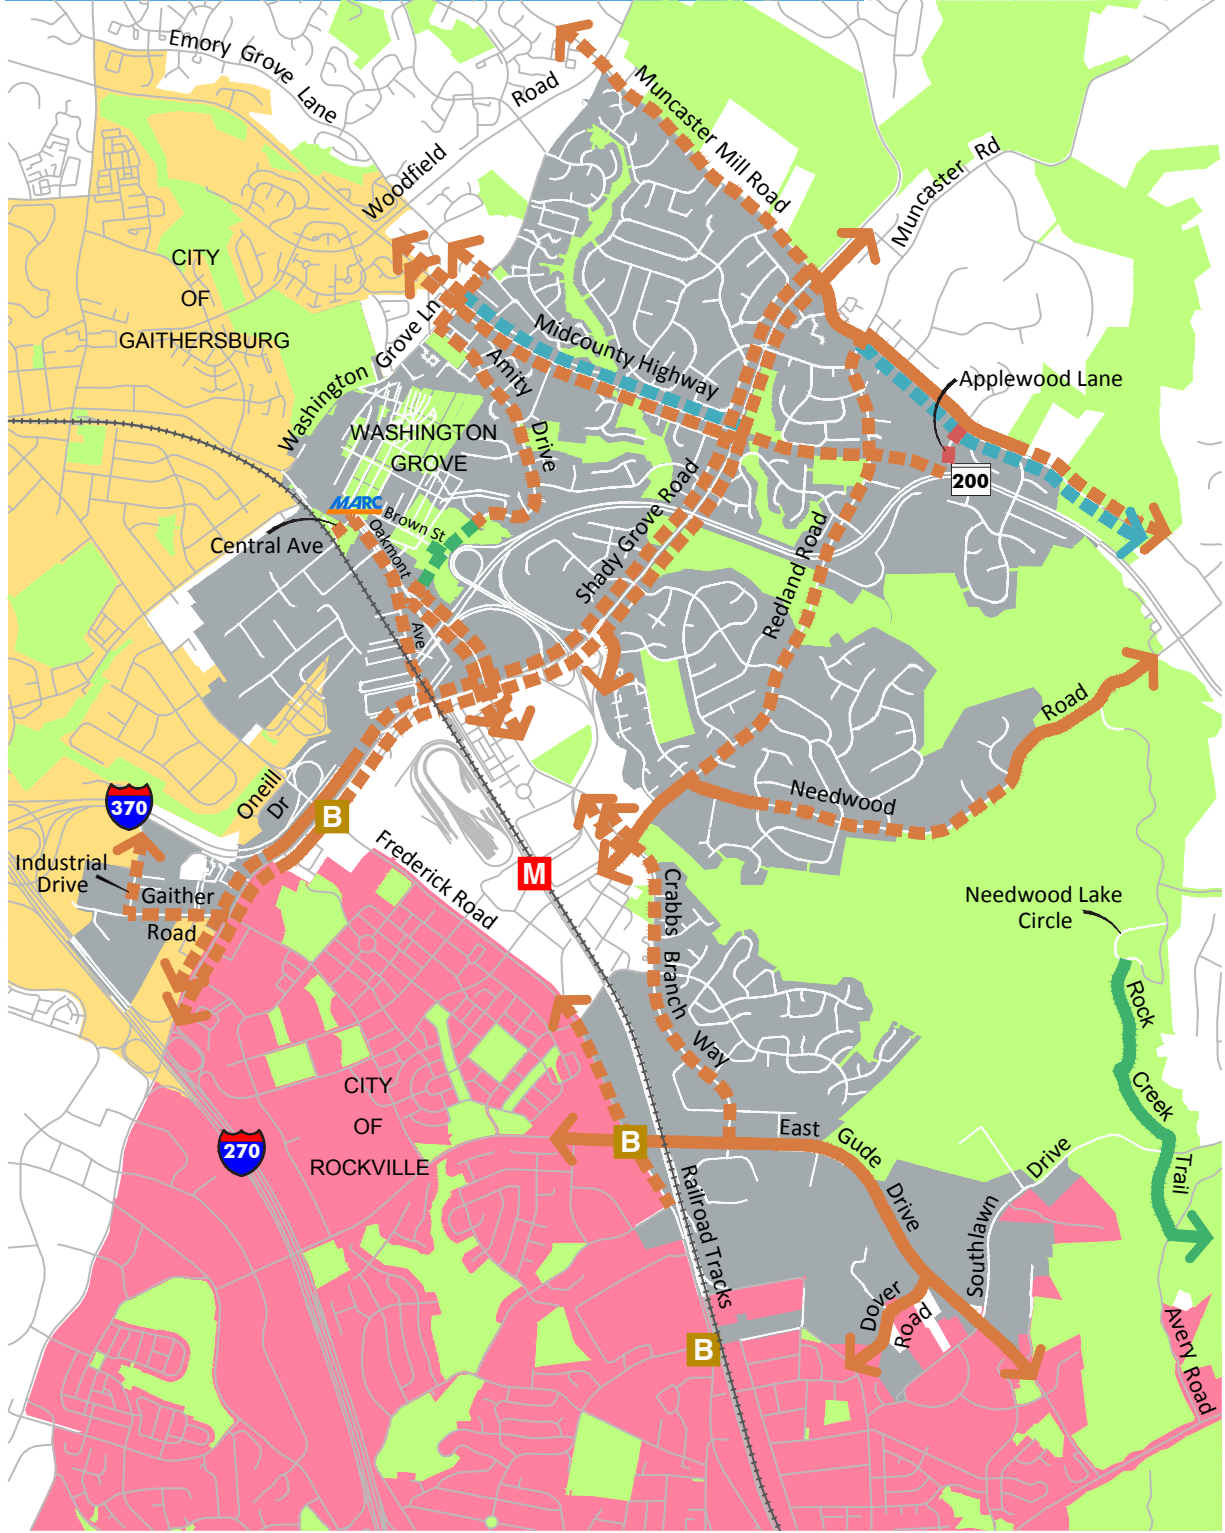 Emory Grove Lane
Road
Muncaster Mill Road
Muncaster Rd
Woodfield
CITY
OF
GAITHERSBURG
Washington Grove Ln
Midcounty Highway
Amity
Drive
Applewood Lane
WASHINGTON
GROVE
200
MARC
Brown St
Central Ave
Oakmont
Ave
Shady Grove Road
Redland Road
Road
Needwood
370
Oneill
Dr
B
Industrial
Drive
Gaither
Road
Frederick Road
M
Crabbs Branch
Way
Needwood Lake
Circle
Rock
Creek
Trail
CITY
OF
ROCKVILLE
270
B
East
Gude
Drive
Railroad Tracks
Southlawn
Drive
Dover
Road
B
Avery Road